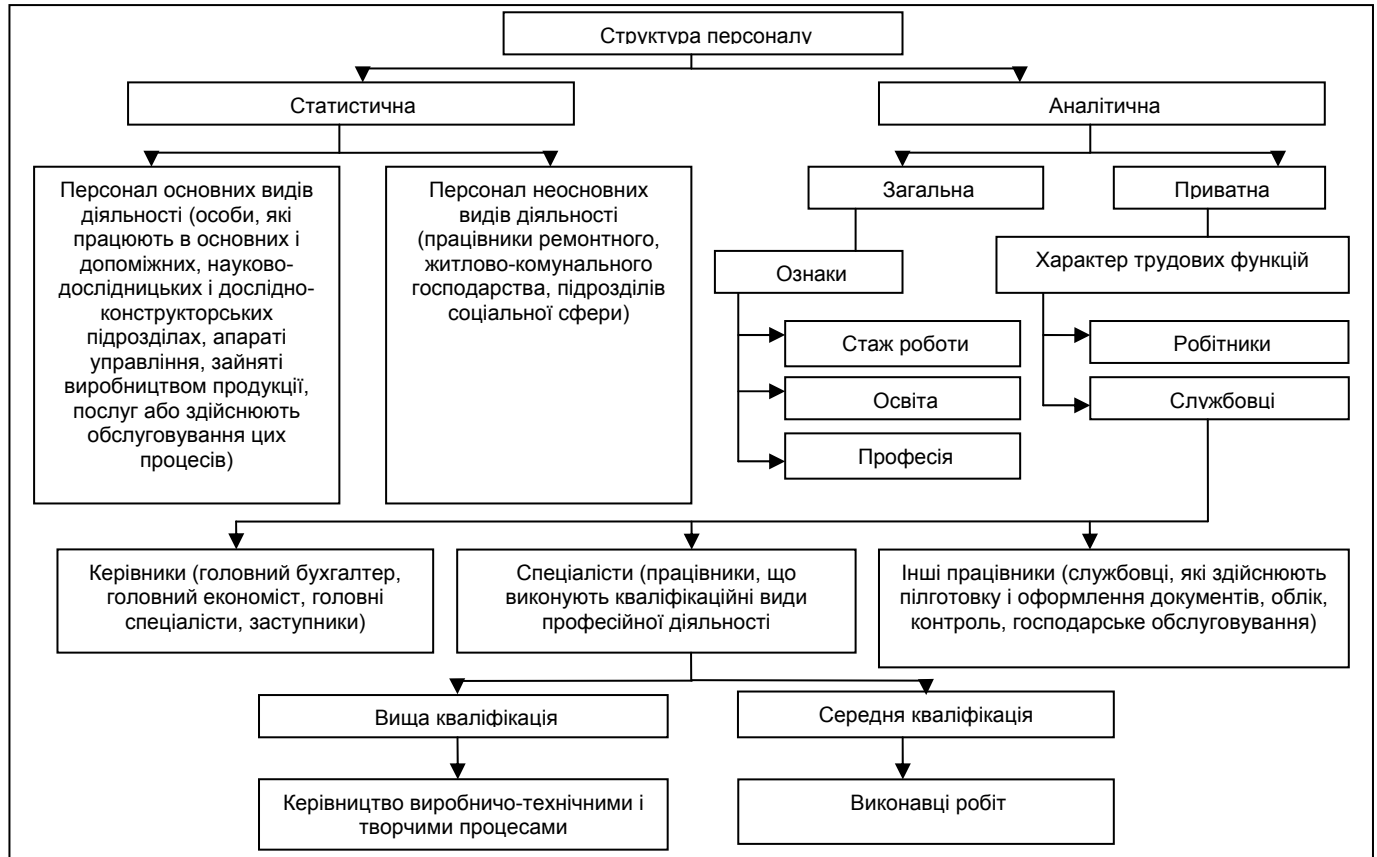 Структура персоналу
Статистична
Аналітична
Персонал основних видів
діяльності (особи, які
працюють в основних і
допоміжних, науково-
дослідницьких і дослідно-
конструкторських
підрозділах, апараті
управління, зайняті
виробництвом продукції,
послуг або здійснюють
обслуговування цих
процесів)
Персонал неосновних
видів діяльності
(працівники ремонтного,
житлово-комунального
господарства, підрозділів
соціальної сфери)
Загальна
Приватна
Ознаки
Характер трудових функцій
Стаж роботи
Освіта
Професія
Робітники
Службовці
Керівники (головний бухгалтер,
головний економіст, головні
спеціалісти, заступники)
Спеціалісти (працівники, що
виконують кваліфікаційні види
професійної діяльності
Інші працівники (службовці, які здійснюють
пілготовку і оформлення документів, облік,
контроль, господарське обслуговування)
Вища кваліфікація
Середня кваліфікація
Керівництво виробничо-технічними і
творчими процесами
Виконавці робіт